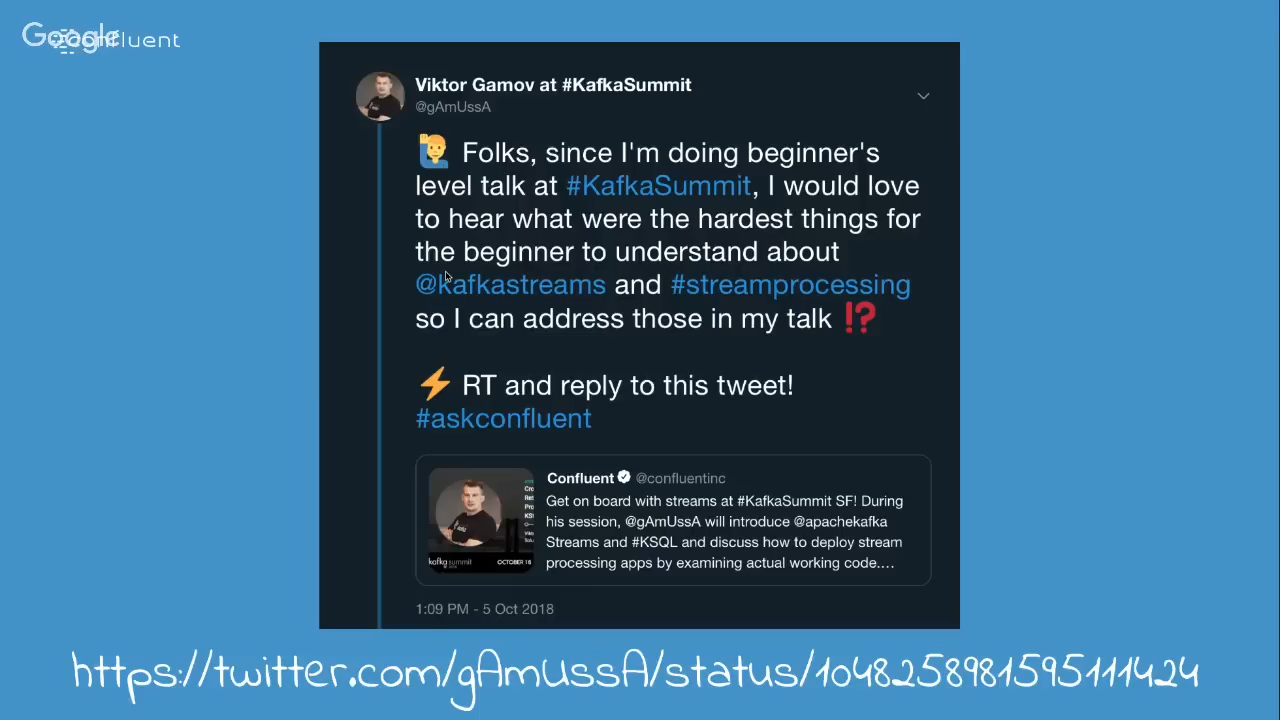 Google
confluent
Viktor Gamov at #KafkaSummit
@gAmUssA
Folks, since I'm doing beginner's
level talk at #KafkaSummit, I would love
to hear what were the hardest things for
the beginner to understand about
@kafkastreams and #streamprocessing
so I can address those in my talk ⁉
RT and reply to this tweet!
#askconfluent
Confluent @confluentinc
Get on board with streams at #KafkaSummit SF! During
his session, @gAmUssA will introduce @apachekafka
Streams and #KSQL and discuss how to deploy stream
processing apps by examining actual working code....
kafka summit
OCTOBER 16
1:09 PM - 5 Oct 2018
https://twitter.com/gAmUssA/status/1048258981595111424